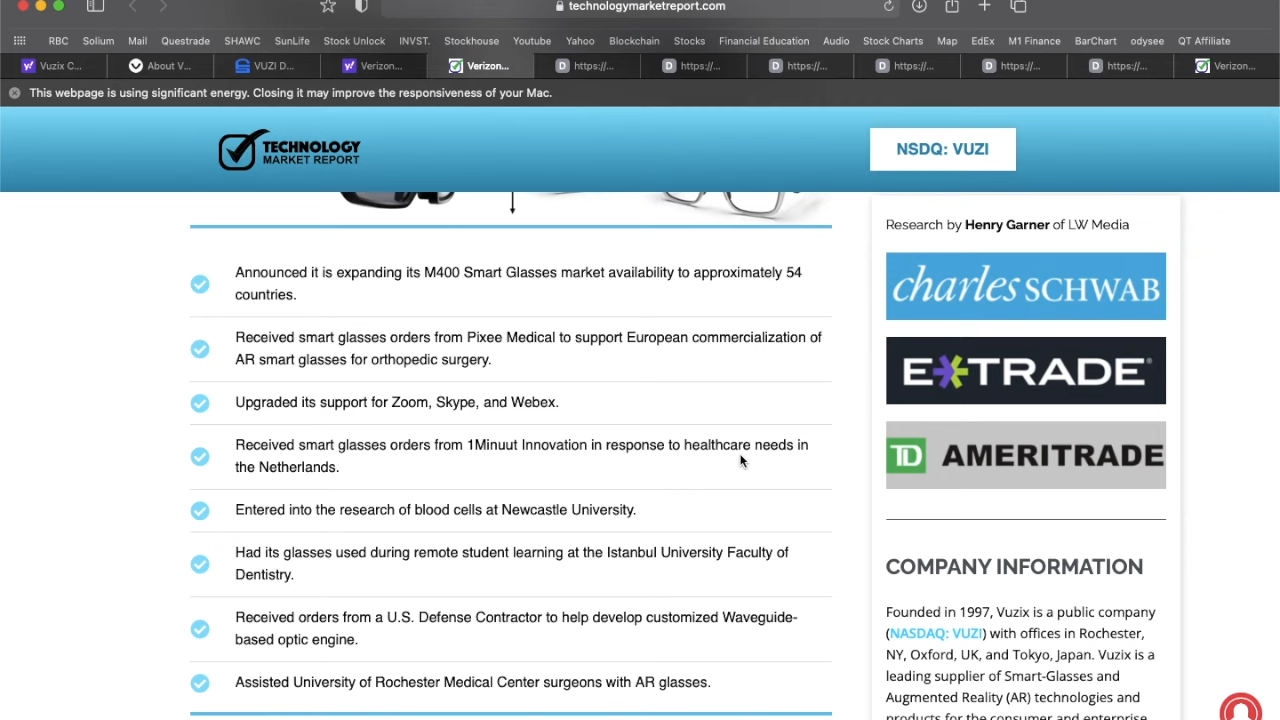 technologymarketreport.com
RBC Solium Mail Questrade SHAWC SunLife Stock Unlock INVST. Stockhouse Youtube Yahoo Blockchain Stocks Financial Education Audio Stock Charts Map EdEx M1 Finance BarChart odysee QT Affiliate
Vuzix C... About V... VUZI D... Verizon... Verizon... https://... https://... https://... https://... https://... https://... Verizon...
This webpage is using significant energy. Closing it may improve the responsiveness of your Mac.
TECHNOLOGY
MARKET REPORT
NSDQ: VUZI
Announced it is expanding its M400 Smart Glasses market availability to approximately 54
countries.
Received smart glasses orders from Pixee Medical to support European commercialization of
AR smart glasses for orthopedic surgery.
Upgraded its support for Zoom, Skype, and Webex.
Received smart glasses orders from 1Minuut Innovation in response to healthcare needs in
the Netherlands.
Entered into the research of blood cells at Newcastle University.
Had its glasses used during remote student learning at the Istanbul University Faculty of
Dentistry.
Received orders from a U.S. Defense Contractor to help develop customized Waveguide-
based optic engine.
Assisted University of Rochester Medical Center surgeons with AR glasses.
Research by Henry Garner of LW Media
charles SCHWAB
E*TRADE
TD AMERITRADE
COMPANY INFORMATION
Founded in 1997, Vuzix is a public company
(NASDAQ: VUZI) with offices in Rochester,
NY, Oxford, UK, and Tokyo, Japan. Vuzix is a
leading supplier of Smart-Glasses and
Augmented Reality (AR) technologies and
products for the consumer and enterprise